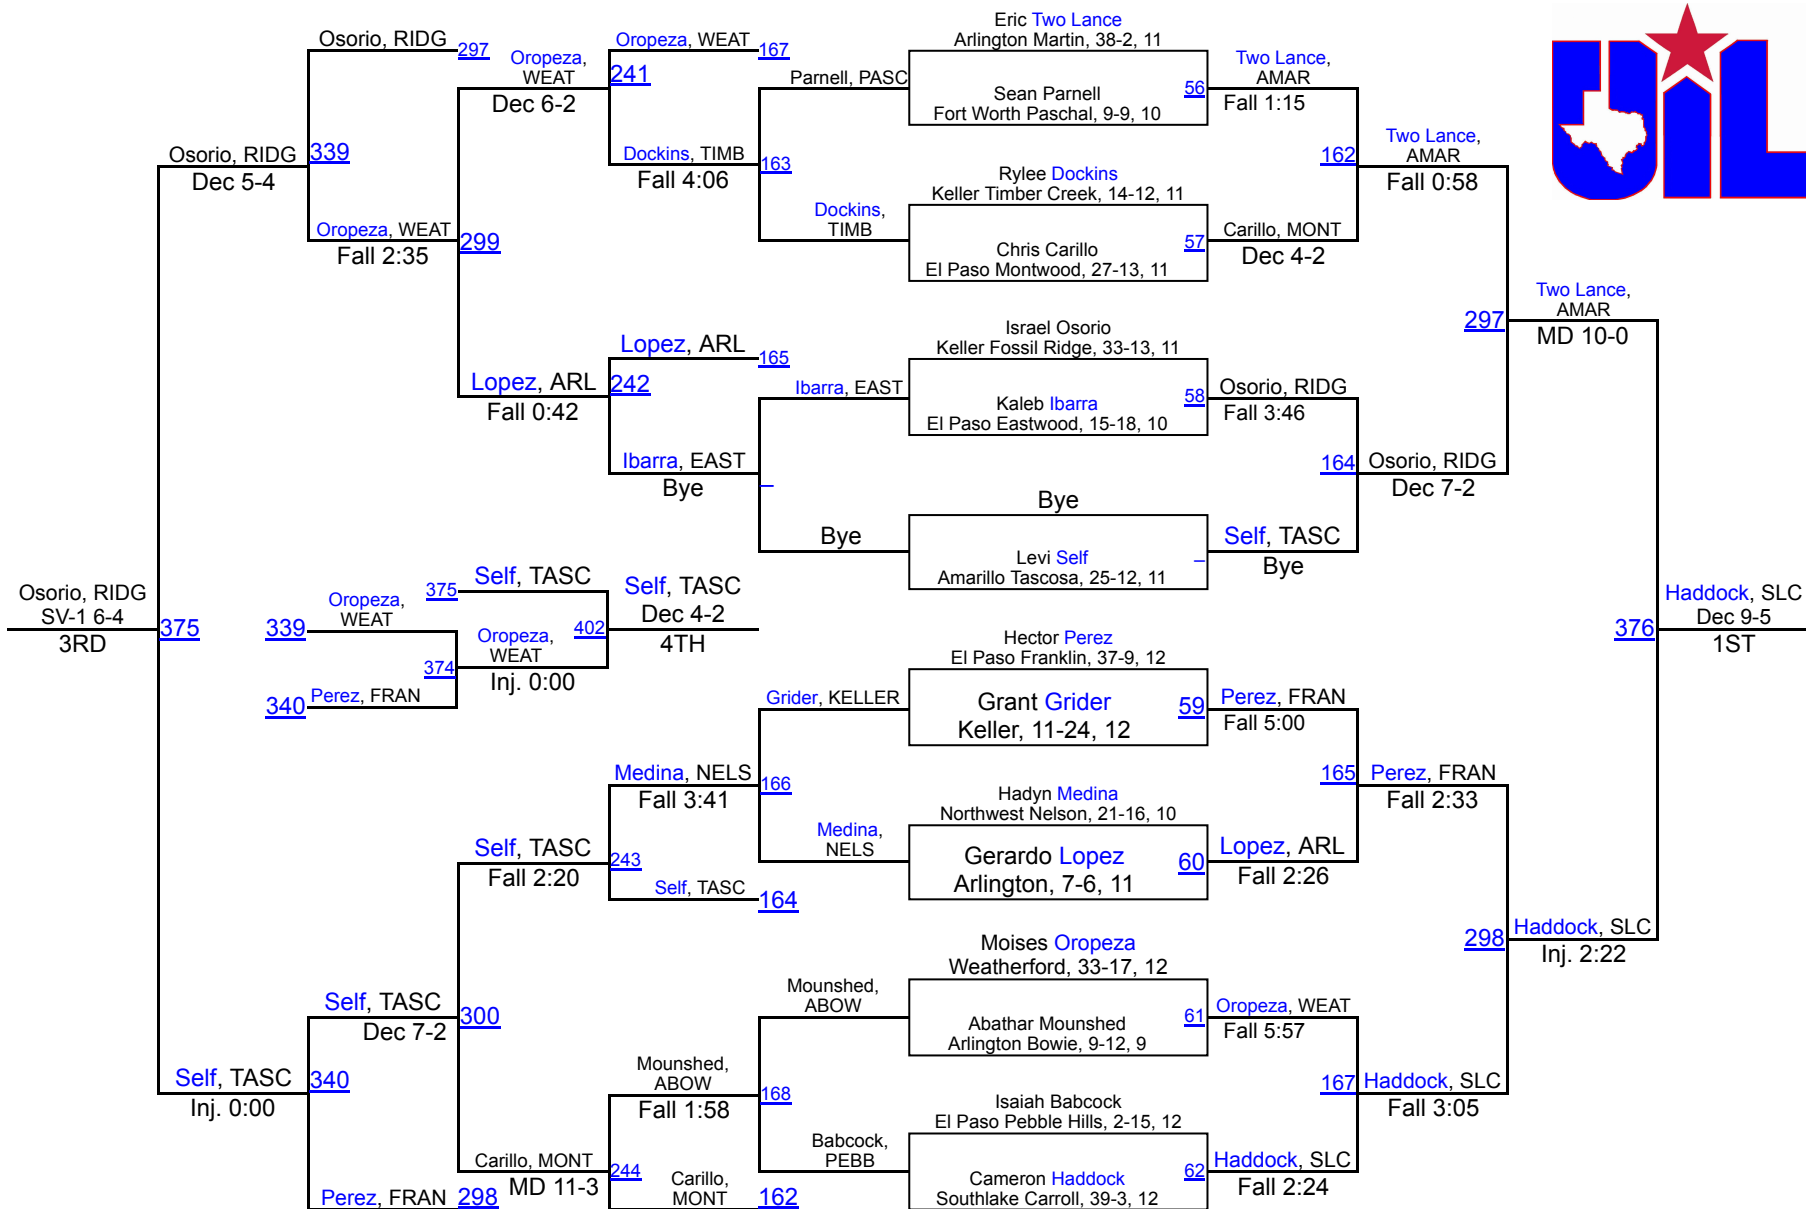 UIL
Osorio, RIDG
297
339
Osorio, RIDG
Dec 5-4
Oropeza, WEAT
Fall 2:35
299
Oropeza,
WEAT
Dec 6-2
241
Oropeza, WEAT
167
Dockins, TIMB
Fall 4:06
163
Parnell, PASC
Dockins,
TIMB
Lopez, ARL
Fall 0:42
242
Lopez, ARL
165
Ibarra, EAST
Bye
–
Ibarra, EAST
Bye
Eric Two Lance
Arlington Martin, 38-2, 11
Sean Parnell
Fort Worth Paschal, 9-9, 10
56
Two Lance,
AMAR
Fall 1:15
Rylee Dockins
Keller Timber Creek, 14-12, 11
Chris Carillo
El Paso Montwood, 27-13, 11
57
Carillo, MONT
Dec 4-2
162
Two Lance,
AMAR
Fall 0:58
Israel Osorio
Keller Fossil Ridge, 33-13, 11
Kaleb Ibarra
El Paso Eastwood, 15-18, 10
58
Osorio, RIDG
Fall 3:46
Bye
Levi Self
Amarillo Tascosa, 25-12, 11
–
Self, TASC
Bye
164
Osorio, RIDG
Dec 7-2
297
Two Lance,
AMAR
MD 10-0
Osorio, RIDG
SV-1 6-4
3RD
375
339
Oropeza,
WEAT
340
Perez, FRAN
374
Oropeza,
WEAT
Inj. 0:00
375
Self, TASC
402
Self, TASC
Dec 4-2
4TH
376
Haddock, SLC
Dec 9-5
1ST
Hector Perez
El Paso Franklin, 37-9, 12
Grant Grider
Keller, 11-24, 12
59
Perez, FRAN
Fall 5:00
Hadyn Medina
Northwest Nelson, 21-16, 10
Gerardo Lopez
Arlington, 7-6, 11
60
Lopez, ARL
Fall 2:26
165
Perez, FRAN
Fall 2:33
Moises Oropeza
Weatherford, 33-17, 12
Abathar Mounshed
Arlington Bowie, 9-12, 9
61
Oropeza, WEAT
Fall 5:57
Isaiah Babcock
El Paso Pebble Hills, 2-15, 12
Cameron Haddock
Southlake Carroll, 39-3, 12
62
Haddock, SLC
Fall 2:24
167
Haddock, SLC
Fall 3:05
298
Haddock, SLC
Inj. 2:22
Grider, KELLER
Medina,
NELS
166
Medina, NELS
Fall 3:41
Self, TASC
164
243
Self, TASC
Fall 2:20
Mounshed,
ABOW
Babcock,
PEBB
168
Mounshed,
ABOW
Fall 1:58
Carillo,
MONT
162
244
Carillo, MONT
MD 11-3
300
Self, TASC
Dec 7-2
Perez, FRAN
298
340
Self, TASC
Inj. 0:00